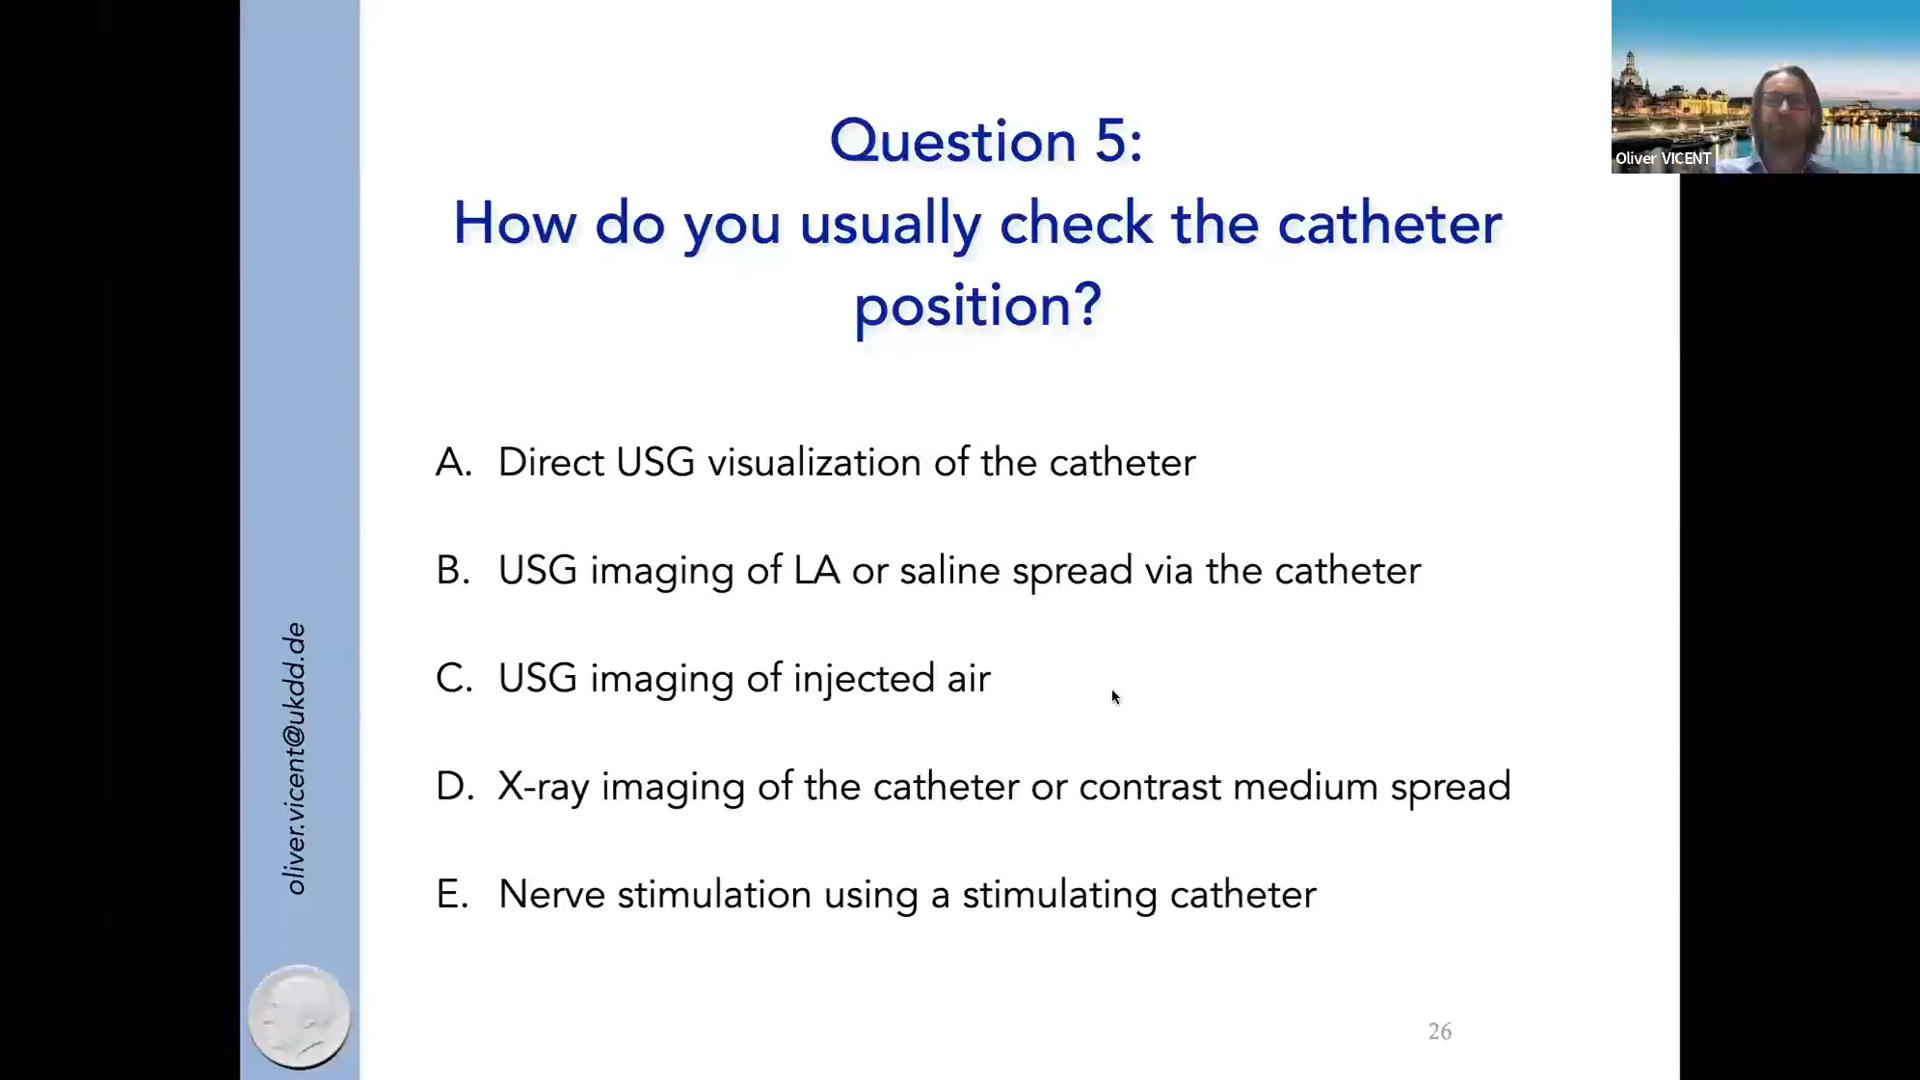 Question 5:
How do you usually check the catheter
position?
A. Direct USG visualization of the catheter
B. USG imaging of LA or saline spread via the catheter
C. USG imaging of injected air
D. X-ray imaging of the catheter or contrast medium spread
E. Nerve stimulation using a stimulating catheter
oliver.vicent@ukdd.de
26
Oliver VICENT